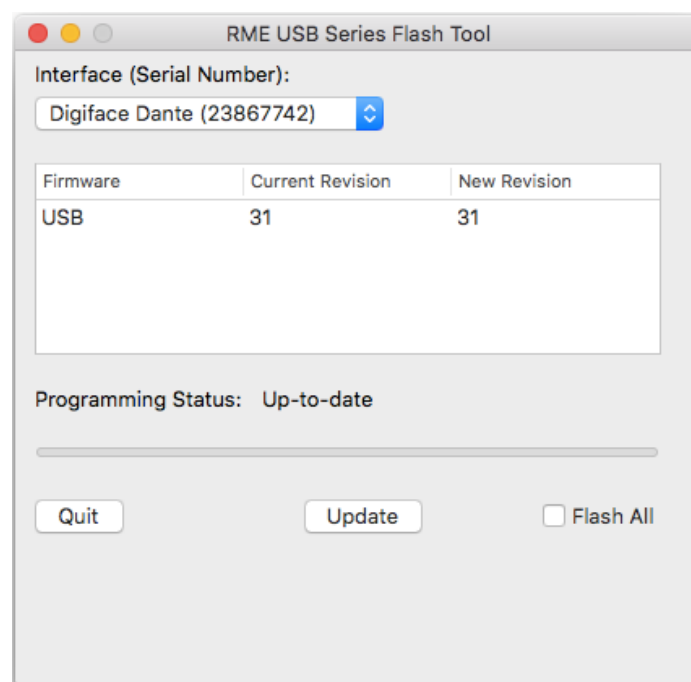 RME USB Series Flash Tool
Interface (Serial Number):
Digiface Dante (23867742)
Firmware Current Revision New Revision
USB 31 31
Programming Status: Up-to-date
Quit Update Flash All